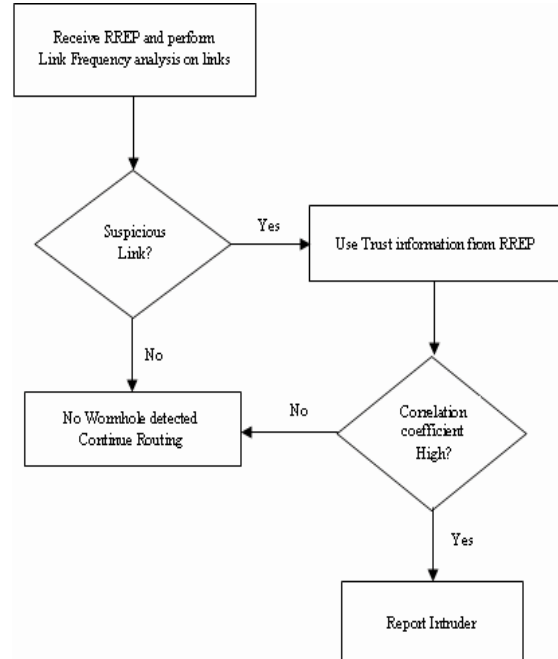 Receive RREP and perform
Link Frequency analysis on links
Suspicious
Link?
Yes
Use Trust information from RREP
No
No Wormhole detected
Continue Routing
No
Correlation
coefficient
High?
Yes
Report Intruder